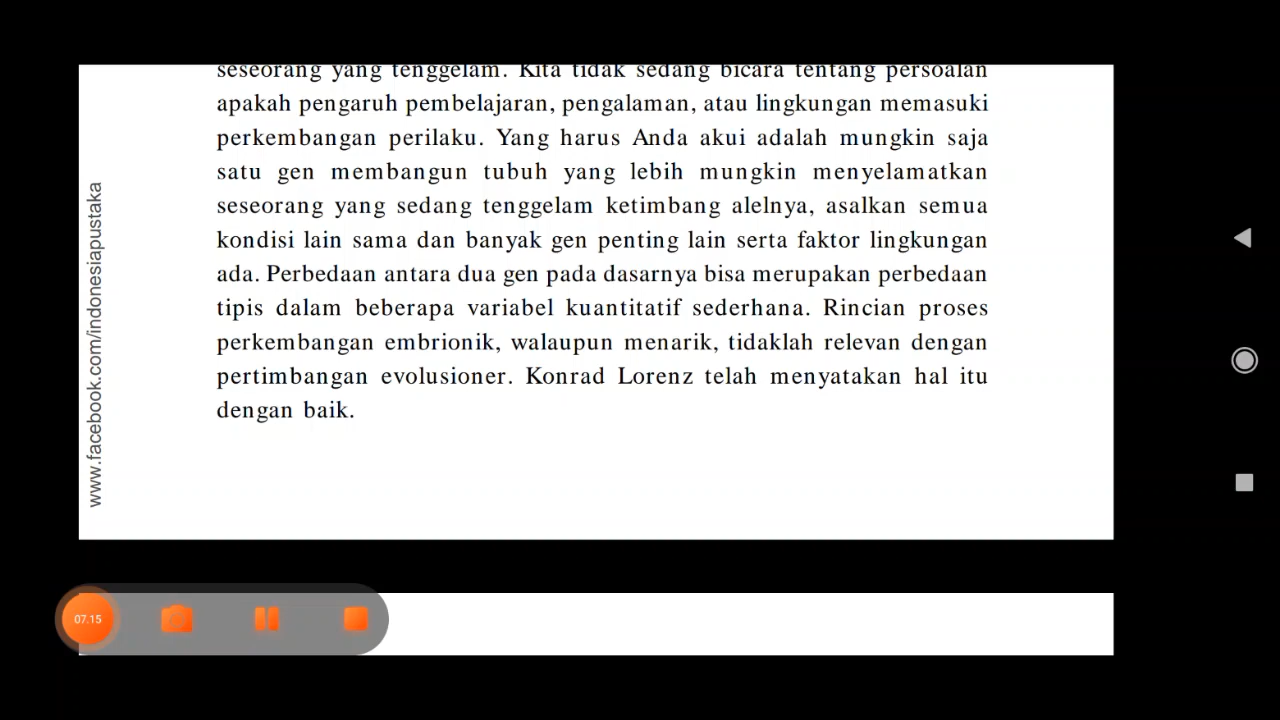 seseorang yang tenggelam. Kita tidak sedang bicara tentang persoalan
apakah pengaruh pembelajaran, pengalaman, atau lingkungan memasuki
perkembangan perilaku. Yang harus Anda akui adalah mungkin saja
satu gen membangun tubuh yang lebih mungkin menyelamatkan
seseorang yang sedang tenggelam ketimbang alelnya, asalkan semua
kondisi lain sama dan banyak gen penting lain serta faktor lingkungan
ada. Perbedaan antara dua gen pada dasarnya bisa merupakan perbedaan
tipis dalam beberapa variabel kuantitatif sederhana. Rincian proses
perkembangan embrionik, walaupun menarik, tidaklah relevan dengan
pertimbangan evolusioner. Konrad Lorenz telah menyatakan hal itu
dengan baik.
www.facebook.com/indonesiapustaka
07.15